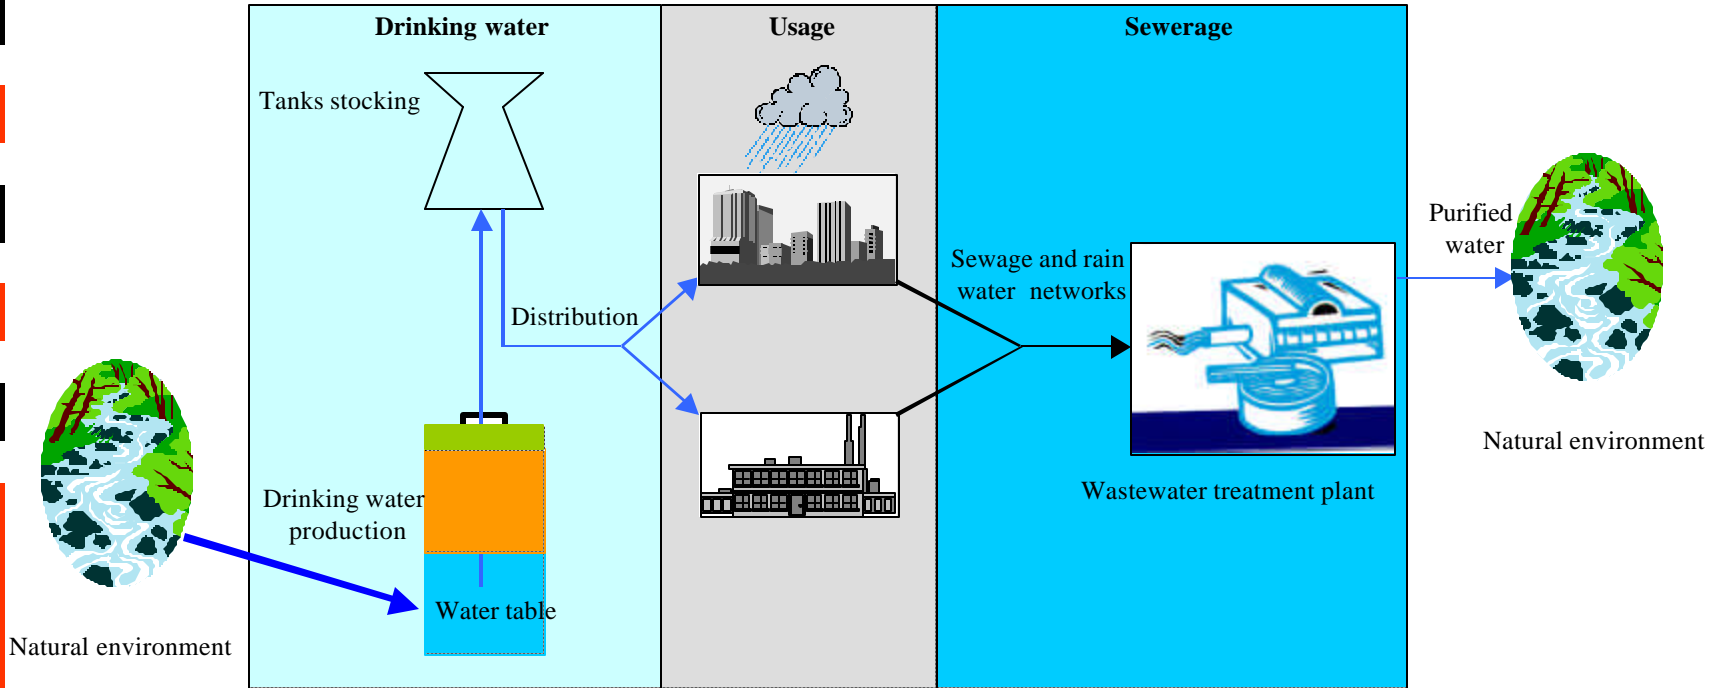 Drinking water
Usage
Sewerage
Tanks stocking
Distribution
Drinking water
production
Water table
Natural environment
Sewage and rain
water networks
Wastewater treatment plant
Purified
water
Natural environment